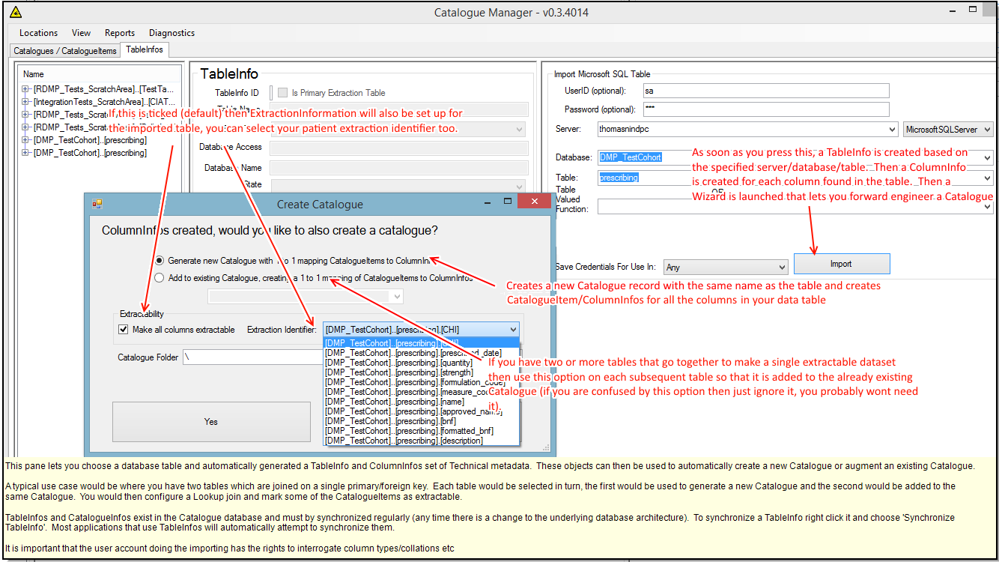 Catalogue Manager - v0.3.4014
Locations View Reports Diagnostics
Catalogues / CatalogueItems TableInfos
Name
[RDMP_Tests_ScratchArea]..[TestTa...
[IntegrationTests_ScratchArea]..[CIAT...
[RDMP_Tests_Scrat
[RDMP_Tests_Scrat
[DMP_TestCohort]..[prescribing]
[DMP_TestCohort]..[prescribing]
TableInfo
TableInfo ID Is Primary Extraction Table
Table Name
Database Access
Database Name
State
If this is ticked (default) then ExtractionInformation will also be set up for
the imported table, you can select your patient extraction identifier too.
Import Microsoft SQL Table
UserID (optional): sa
Password (optional): ***
Server: thomasnindpc MicrosoftSQLServer
Database: DMP_TestCohort
Table: prescribing
Table
Valued
Function:
OR
As soon as you press this, a TableInfo is created based on
the specified server/database/table. Then a ColumnInfo
is created for each column found in the table. Then a
Wizard is launched that lets you forward engineer a Catalogue
Save Credentials For Use In: Any Import
Create Catalogue
ColumnInfos created, would you like to also create a catalogue?
Generate new Catalogue with 1 to 1 mapping CatalogueItems to ColumnInf
Add to existing Catalogue, creating a 1 to 1 mapping of CatalogueItems to ColumnInfos
Creates a new Catalogue record with the same name as the table and creates
CatalogueItem/ColumnInfos for all the columns in your data table
Extractability
Make all columns extractable Extraction Identifier: [DMP_TestCohort]..[prescribing].[CHI]
Catalogue Folder \
[DMP_TestCohort]..[prescribing].[CHI]
[DMP_TestCohort]..[prescribing].[prescribed_date]
[DMP_TestCohort]..[prescribing].[quantity]
[DMP_TestCohort]..[prescribing].[strength]
[DMP_TestCohort]..[prescribing].[formulation_code]
[DMP_TestCohort]..[prescribing].[measure_code]
[DMP_TestCohort]..[prescribing].[name]
[DMP_TestCohort]..[prescribing].[approved_name]
[DMP_TestCohort]..[prescribing].[bnf]
[DMP_TestCohort]..[prescribing].[formatted_bnf]
[DMP_TestCohort]..[prescribing].[description]
If you have two or more tables that go together to make a single extractable dataset
then use this option on each subsequent table so that it is added to the already existing
Catalogue (if you are confused by this option then just ignore it, you probably wont need
it).
Yes
This pane lets you choose a database table and automatically generated a TableInfo and ColumnInfos set of Technical metadata. These objects can then be used to automatically create a new Catalogue or augment an existing Catalogue.
A typical use case would be where you have two tables which are joined on a single primary/foreign key. Each table would be selected in turn, the first would be used to generate a new Catalogue and the second would be added to the
same Catalogue. You would then configure a Lookup join and mark some of the CatalogueItems as extractable.
TableInfos and CatalogueInfos exist in the Catalogue database and must by synchronized regularly (any time there is a change to the underlying database architecture). To synchronize a TableInfo right click it and choose 'Synchronize
TableInfo'. Most applications that use TableInfos will automatically attempt to synchronize them.
It is important that the user account doing the importing has the rights to interrogate column types/collations etc